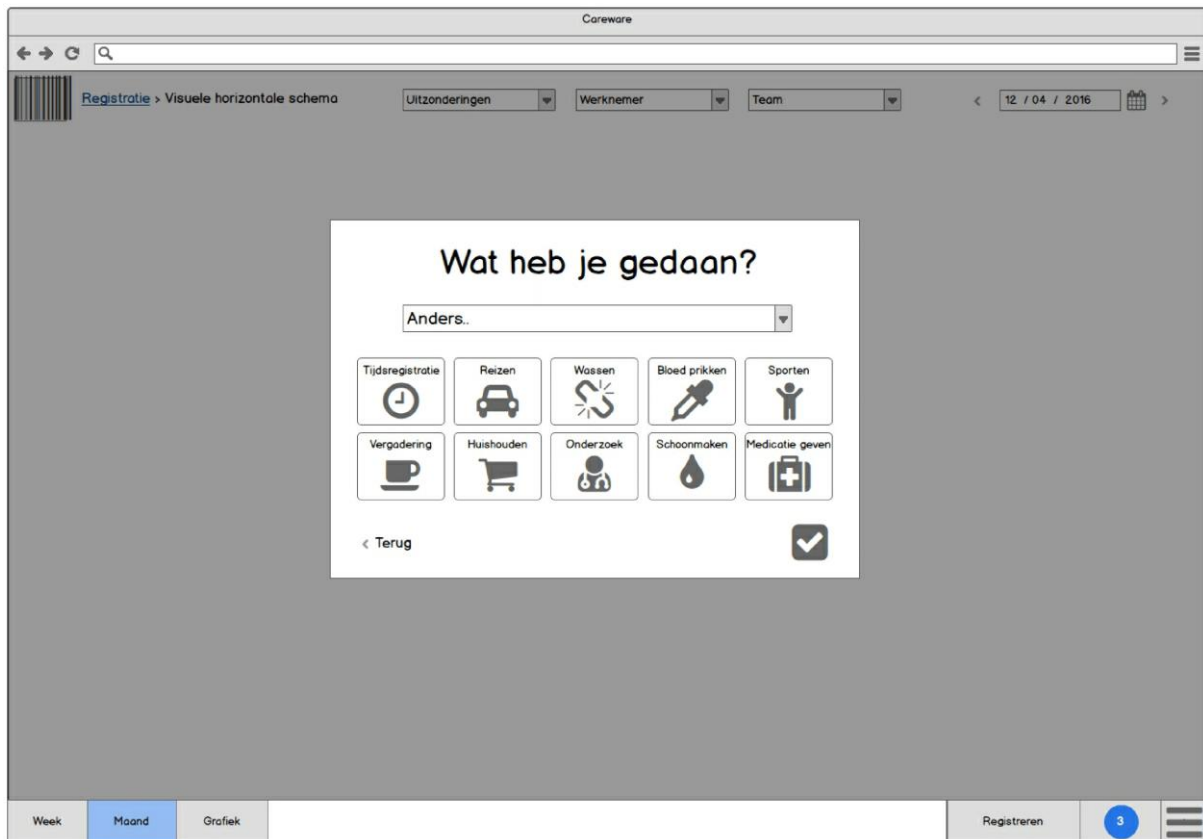 Careware
Registratie > Visuele horizontale schema Uitzonderingen Werknemer Team < 12 / 04 / 2016 >
Wat heb je gedaan?
Anders..
Tijdsregistratie Reizen Wassen Bloed prikken Sporten
Vergadering Huishouden Onderzoek Schoonmaken Medicatie geven
< Terug
Week Maand Grafiek Registreren 3